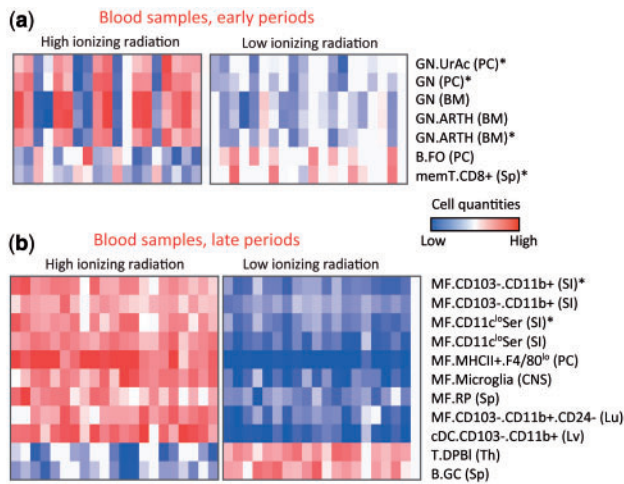 (a) Blood samples, early periods
High ionizing radiation Low ionizing radiation
GN.UrAc (PC)*
GN (PC)*
GN (BM)
GN.ARTH (BM)
GN.ARTH (BM)*
B.FO (PC)
memT.CD8+ (Sp)*
Cell quantities
Low High
(b) Blood samples, late periods
High ionizing radiation Low ionizing radiation
MF.CD103-.CD11b+ (SI)*
MF.CD103-.CD11b+ (SI)
MF.CD11cloSer (SI)*
MF.CD11cloSer (SI)
MF.MHCII+.F4/80lo (PC)
MF.Microglia (CNS)
MF.RP (Sp)
MF.CD103-.CD11b+.CD24- (Lu)
cDC.CD103-.CD11b+ (Lv)
T.DPBl (Th)
B.GC (Sp)